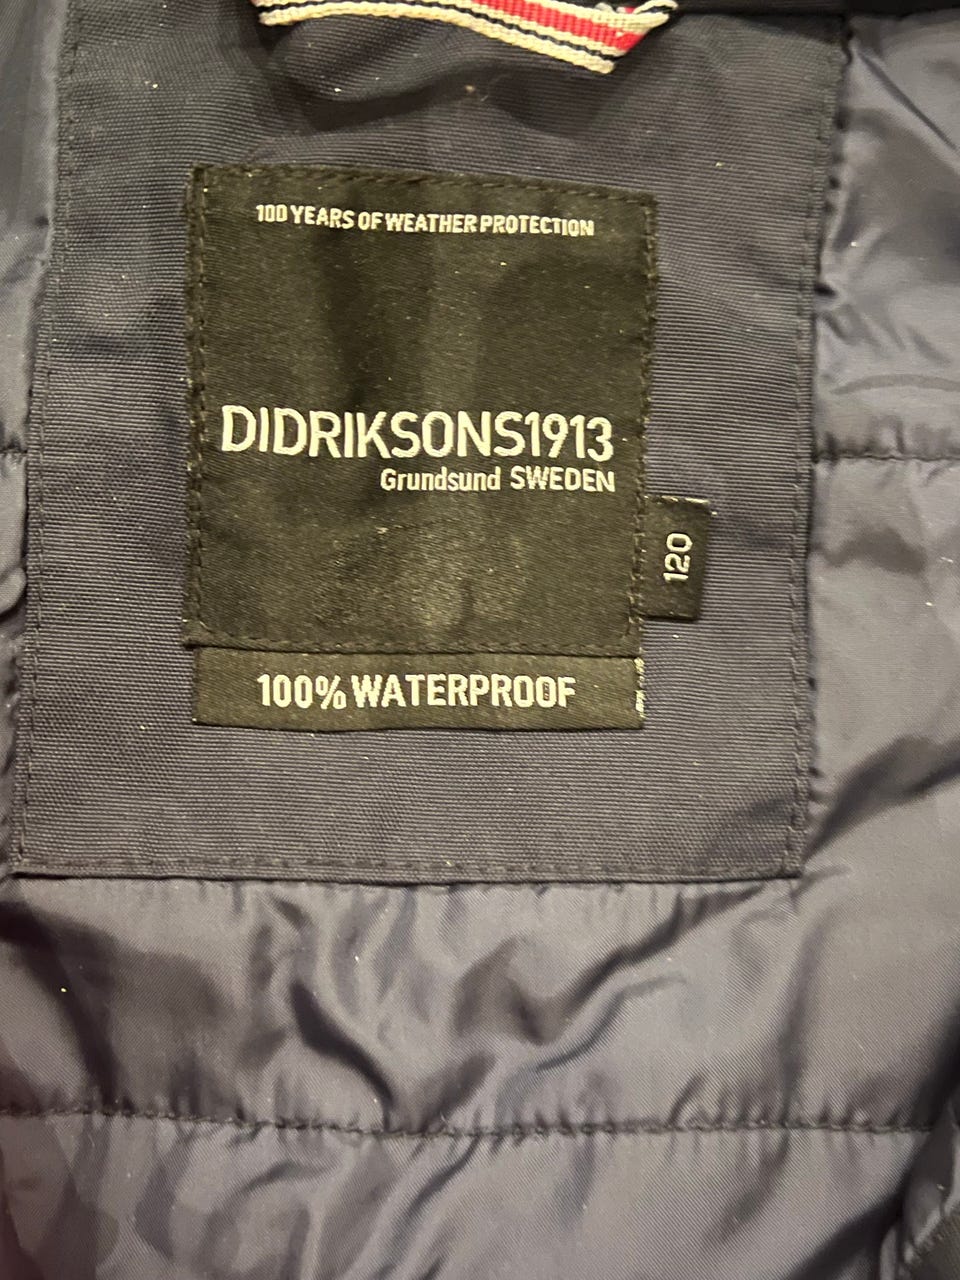 100 YEARS OF WEATHER PROTECTION
DIDRIKSONS1913
Grundsund SWEDEN
120
100% WATERPROOF